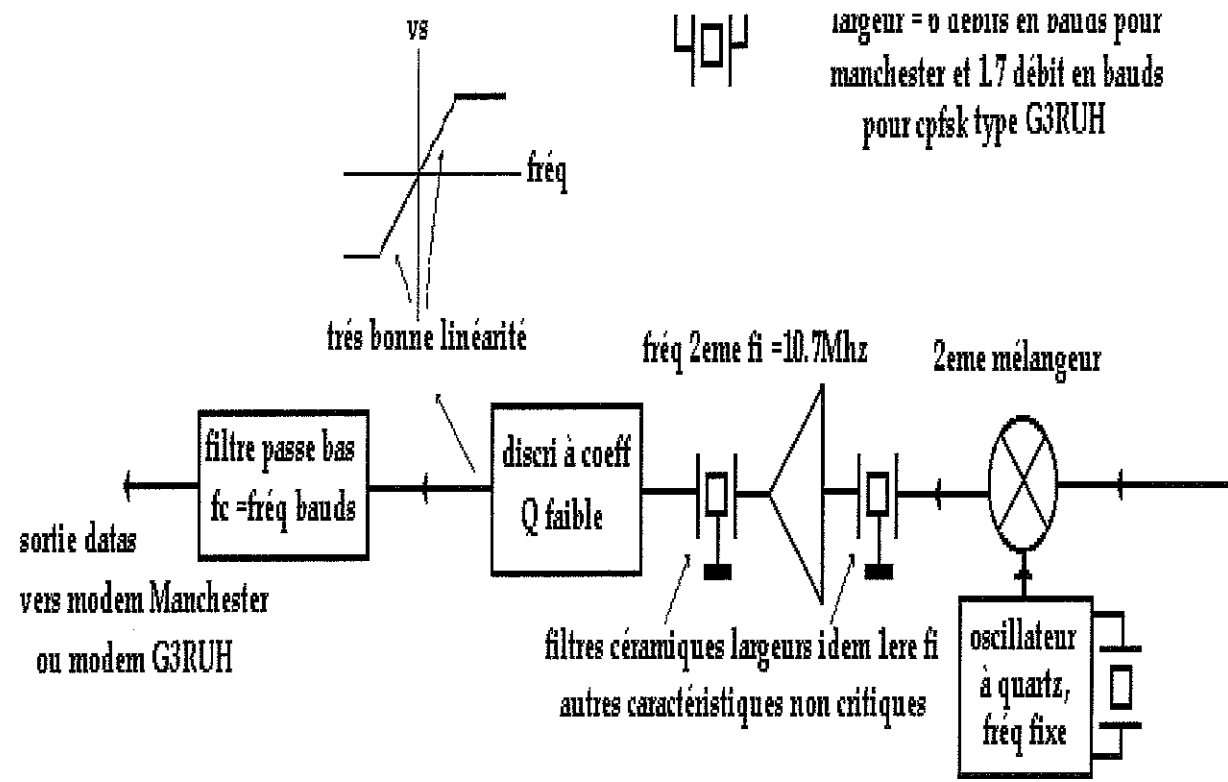 vs
largeur = 6 débits en bauds pour
manchester et 1.7 débit en bauds
pour cpfsk type G3RUH
fréq
trés bonne linéarité
fréq 2eme fi =10.7Mhz
2eme mélangeur
filtre passe bas
fc =fréq bauds
discri à coeff
Q faible
sortie datas
vers modem Manchester
ou modem G3RUH
filtres céramiques largeurs idem 1ere fi
autres caractéristiques non critiques
oscillateur
à quartz,
fréq fixe